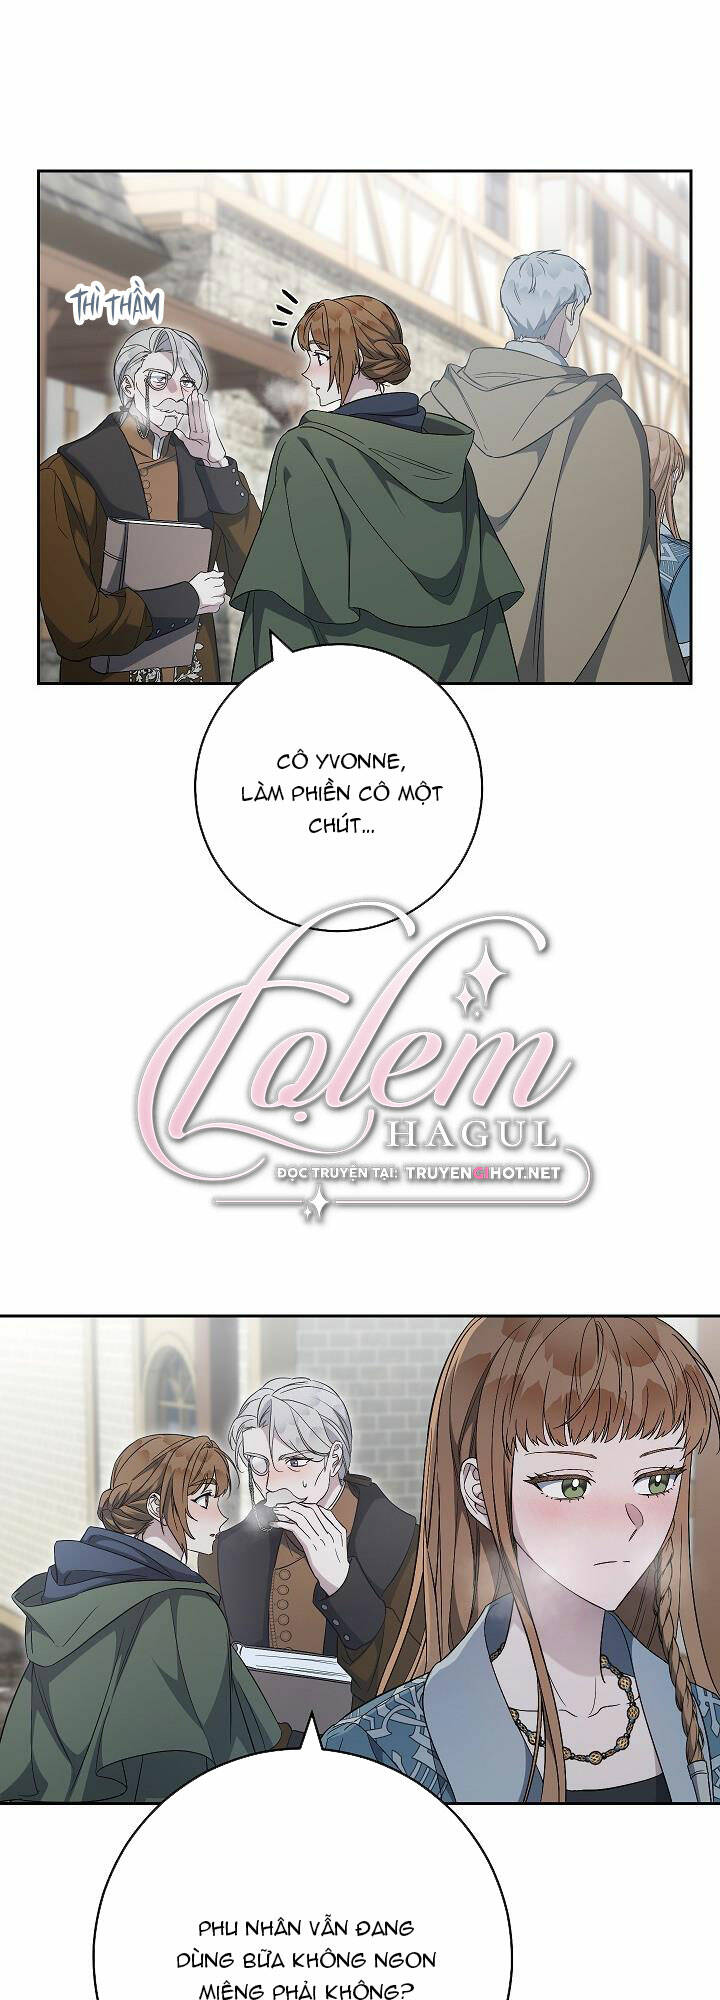 THÌ THẦM
CÔ YVONNE,
LÀM PHIỀN CÔ MỘT
CHÚT...
Lọlem
HAGUL
ĐỌC TRUYỆN TẠI: TRUYENGIHOT.NET
PHU NHÂN VẪN ĐANG
DÙNG BỮA KHÔNG NGON
MIỆNG PHẢI KHÔNG?